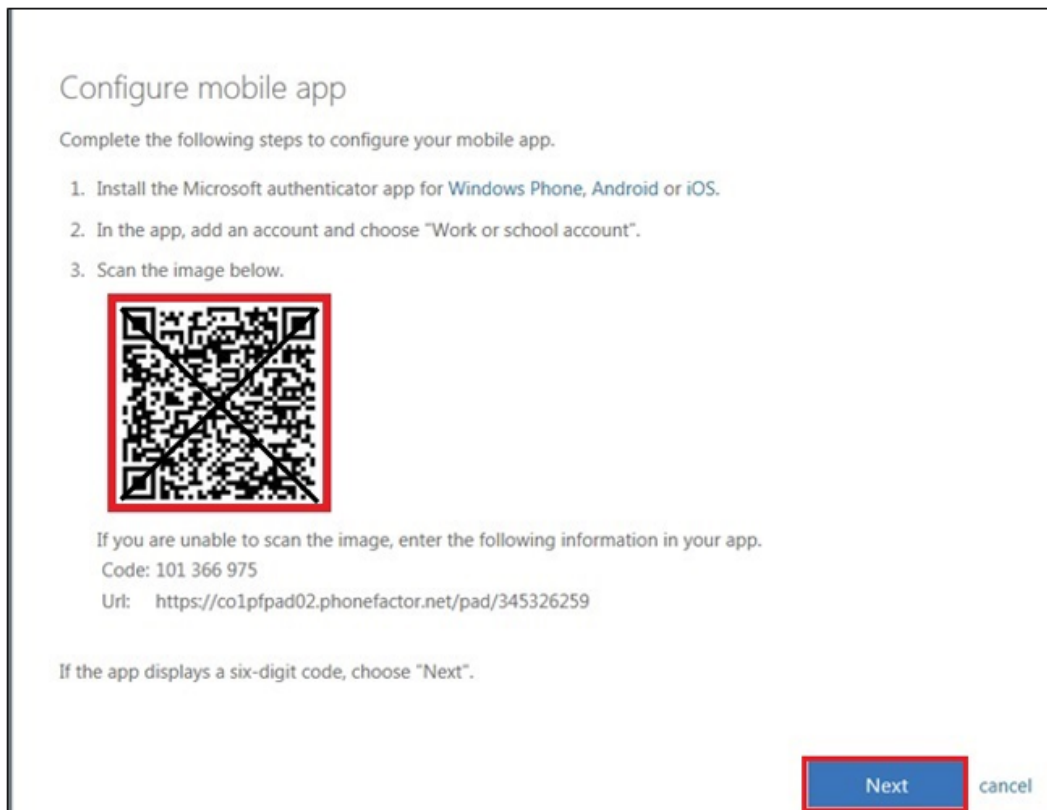 Configure mobile app
Complete the following steps to configure your mobile app.
1. Install the Microsoft authenticator app for Windows Phone, Android or iOS.
2. In the app, add an account and choose "Work or school account".
3. Scan the image below.
If you are unable to scan the image, enter the following information in your app.
Code: 101 366 975
Url: https://co1pfpad02.phonefactor.net/pad/345326259
If the app displays a six-digit code, choose "Next".
Next cancel